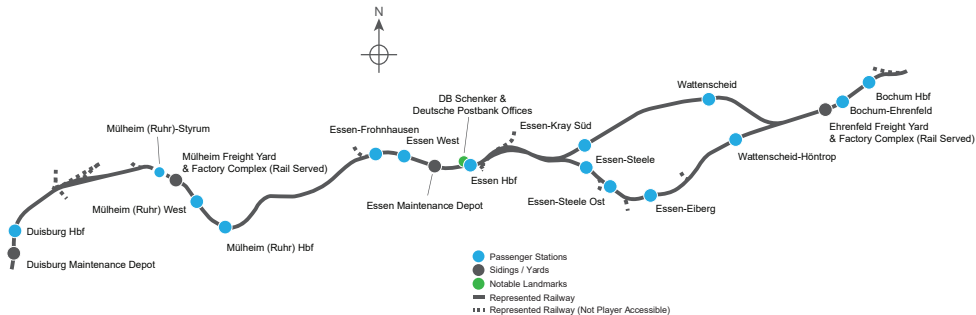 N
Wattenscheid
DB Schenker &
Deutsche Postbank Offices
Bochum Hbf
Bochum-Ehrenfeld
Ehrenfeld Freight Yard
& Factory Complex (Rail Served)
Essen-Kray Süd
Mülheim (Ruhr)-Styrum
Essen-Frohnhausen
Essen West
Mülheim Freight Yard
& Factory Complex (Rail Served)
Essen-Steele
Wattenscheid-Höntrop
Essen Hbf
Essen Maintenance Depot
Essen-Steele Ost
Essen-Eiberg
Mülheim (Ruhr) West
Duisburg Hbf
Mülheim (Ruhr) Hbf
Duisburg Maintenance Depot
Passenger Stations
Sidings / Yards
Notable Landmarks
Represented Railway
Represented Railway (Not Player Accessible)